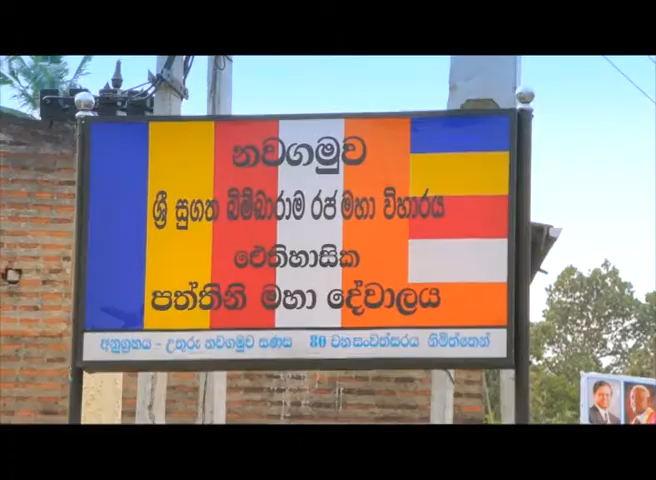 නවගමුව
ශ්‍රී සුගත බිම්බාරාම රජ මහා විහාරය
ඓතිහාසික
පත්තිනි මහා දේවාලය
අනුග්‍රහය - උතුරු නවගමුව සණස 80 වන සංවත්සරය නිමිත්තෙන්